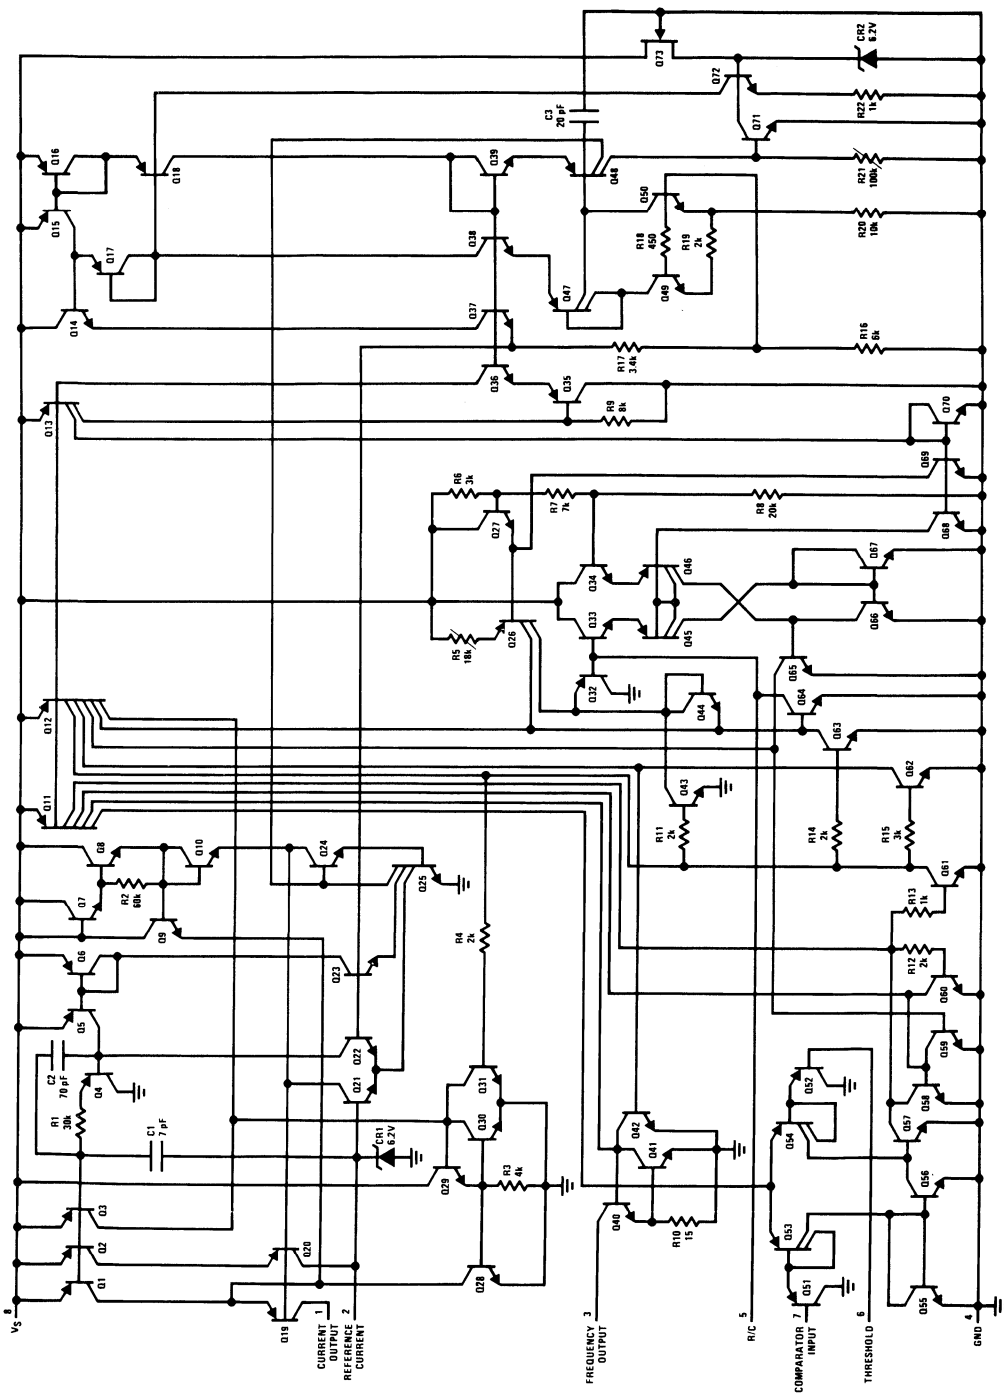 VS
8
Q1
Q2
Q3
R1
30k
C2
70 pF
C1
7 pF
Q4
Q5
Q6
Q7
Q8
R2
60k
Q9
Q10
Q11
Q12
Q13
Q14
Q15
Q16
Q17
Q18
Q19
Q20
CURRENT
OUTPUT
1
REFERENCE
CURRENT
2
CR1
6.2V
Q21
Q22
Q23
Q24
Q25
Q28
Q29
R3
4k
Q30
Q31
R4
2k
R5
18k
Q26
Q27
R6
3k
R7
7k
R8
20k
Q32
Q33
Q34
Q35
R9
8k
Q36
Q37
Q38
Q39
R17
3.4k
R16
6k
Q47
Q48
C3
20 pF
Q49
Q50
R18
450
R19
2k
R20
10k
R21
100k
R22
1k
Q71
Q72
Q73
CR2
6.2V
FREQUENCY
OUTPUT
3
Q40
R10
15
Q41
Q42
R11
2k
Q43
Q44
Q45
Q46
R/C
5
COMPARATOR
INPUT
7
Q51
Q53
Q54
Q52
THRESHOLD
6
Q55
Q56
Q57
Q58
Q59
Q60
R12
2k
R13
1k
Q61
R14
2k
R15
3k
Q62
Q63
Q64
Q65
Q66
Q67
Q68
Q69
Q70
GND
4